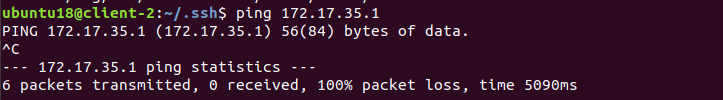 ubuntu18@client-2:~/.ssh$ ping 172.17.35.1
PING 172.17.35.1 (172.17.35.1) 56(84) bytes of data.
^C
--- 172.17.35.1 ping statistics ---
6 packets transmitted, 0 received, 100% packet loss, time 5090ms